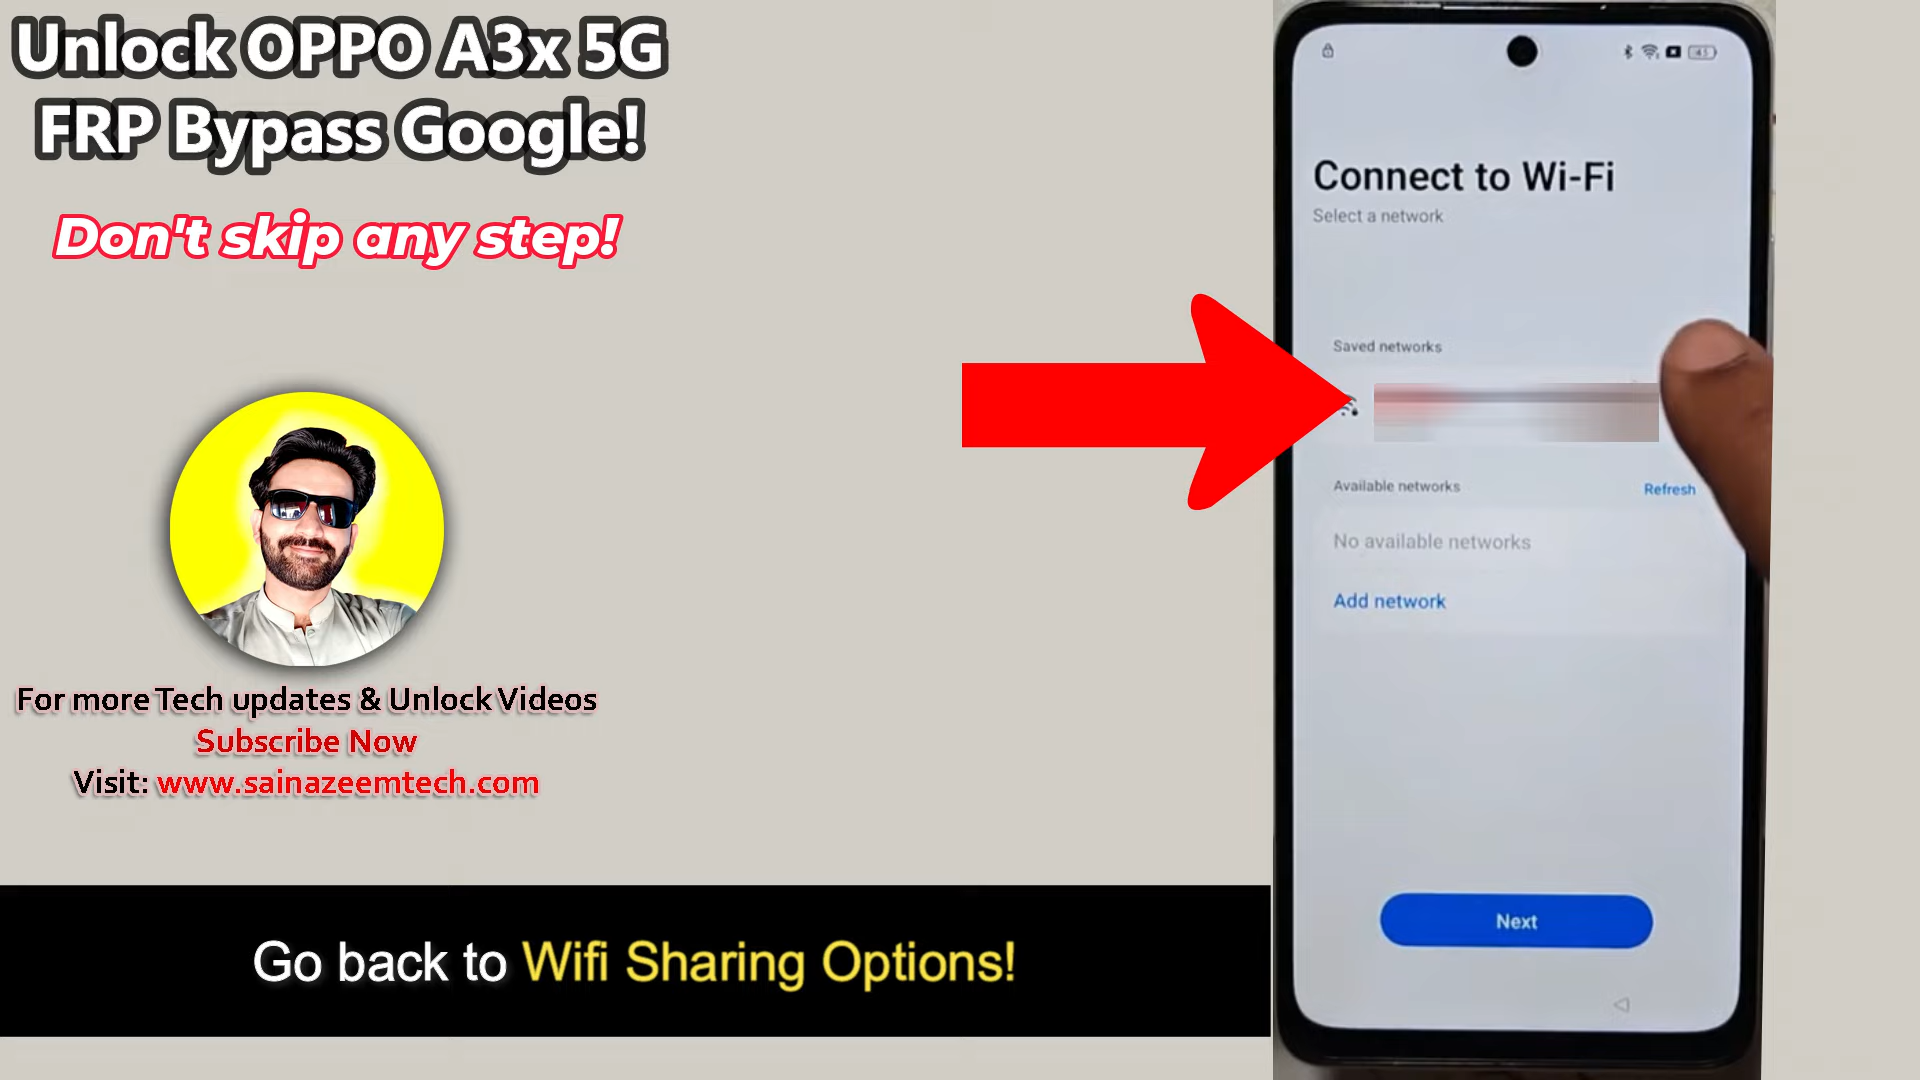 Unlock OPPO A3x 5G
FRP Bypass Google!
Don't skip any step!
For more Tech updates & Unlock Videos
Subscribe Now
Visit: www.sainazeemtech.com
Go back to Wifi Sharing Options!
45
Connect to Wi-Fi
Select a network
Saved networks
Available networks
Refresh
No available networks
Add network
Next